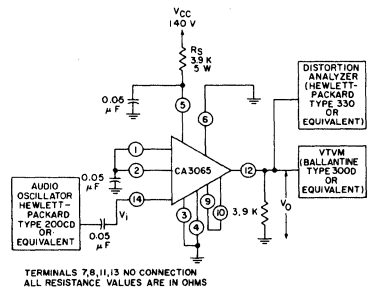 VCC
140 V
RS
3.9 K
5 W
0.05
μF
5
6
DISTORTION
ANALYZER
(HEWLETT-
PACKARD
TYPE 330
OR
EQUIVALENT)
1
2
CA3065
12
VTVM
(BALLANTINE
TYPE 300D
OR
EQUIVALENT)
0.05
μF
14
AUDIO
OSCILLATOR
HEWLETT-
PACKARD
TYPE 200CD
OR
EQUIVALENT
Vi
0.05
μF
3
4
9
10
3.9 K
VO
TERMINALS 7,8,11,13 NO CONNECTION
ALL RESISTANCE VALUES ARE IN OHMS